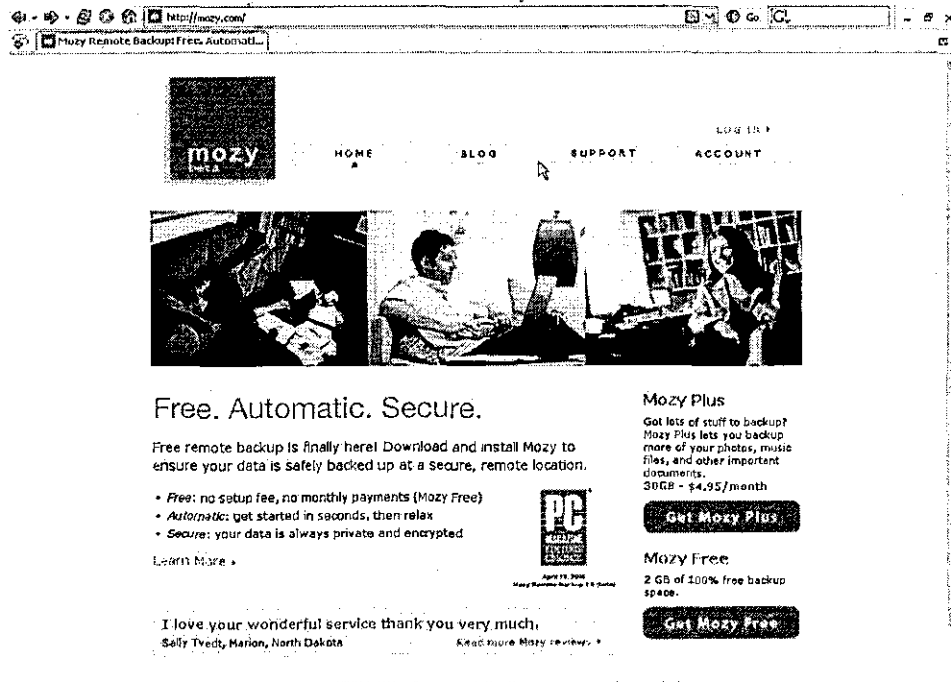 http://mozy.com/
Go
Mozy Remote Backup: Free. Automati...
LOG IN
mozy
beta
HOME
BLOG
SUPPORT
ACCOUNT
Free. Automatic. Secure.
Free remote backup is finally here! Download and install Mozy to
ensure your data is safely backed up at a secure, remote location.
• Free: no setup fee, no monthly payments (Mozy Free)
• Automatic: get started in seconds, then relax
• Secure: your data is always private and encrypted
Learn More
PC
I love your wonderful service thank you very much,
Sally Tvedt, Marion, North Dakota
Read more Mozy reviews
Mozy Plus
Got lots of stuff to backup?
Mozy Plus lets you backup
more of your photos, music
files, and other important
documents.
30GB - $4.95/month
Get Mozy Plus
Mozy Free
2 GB of 100% free backup
space.
Get Mozy Free